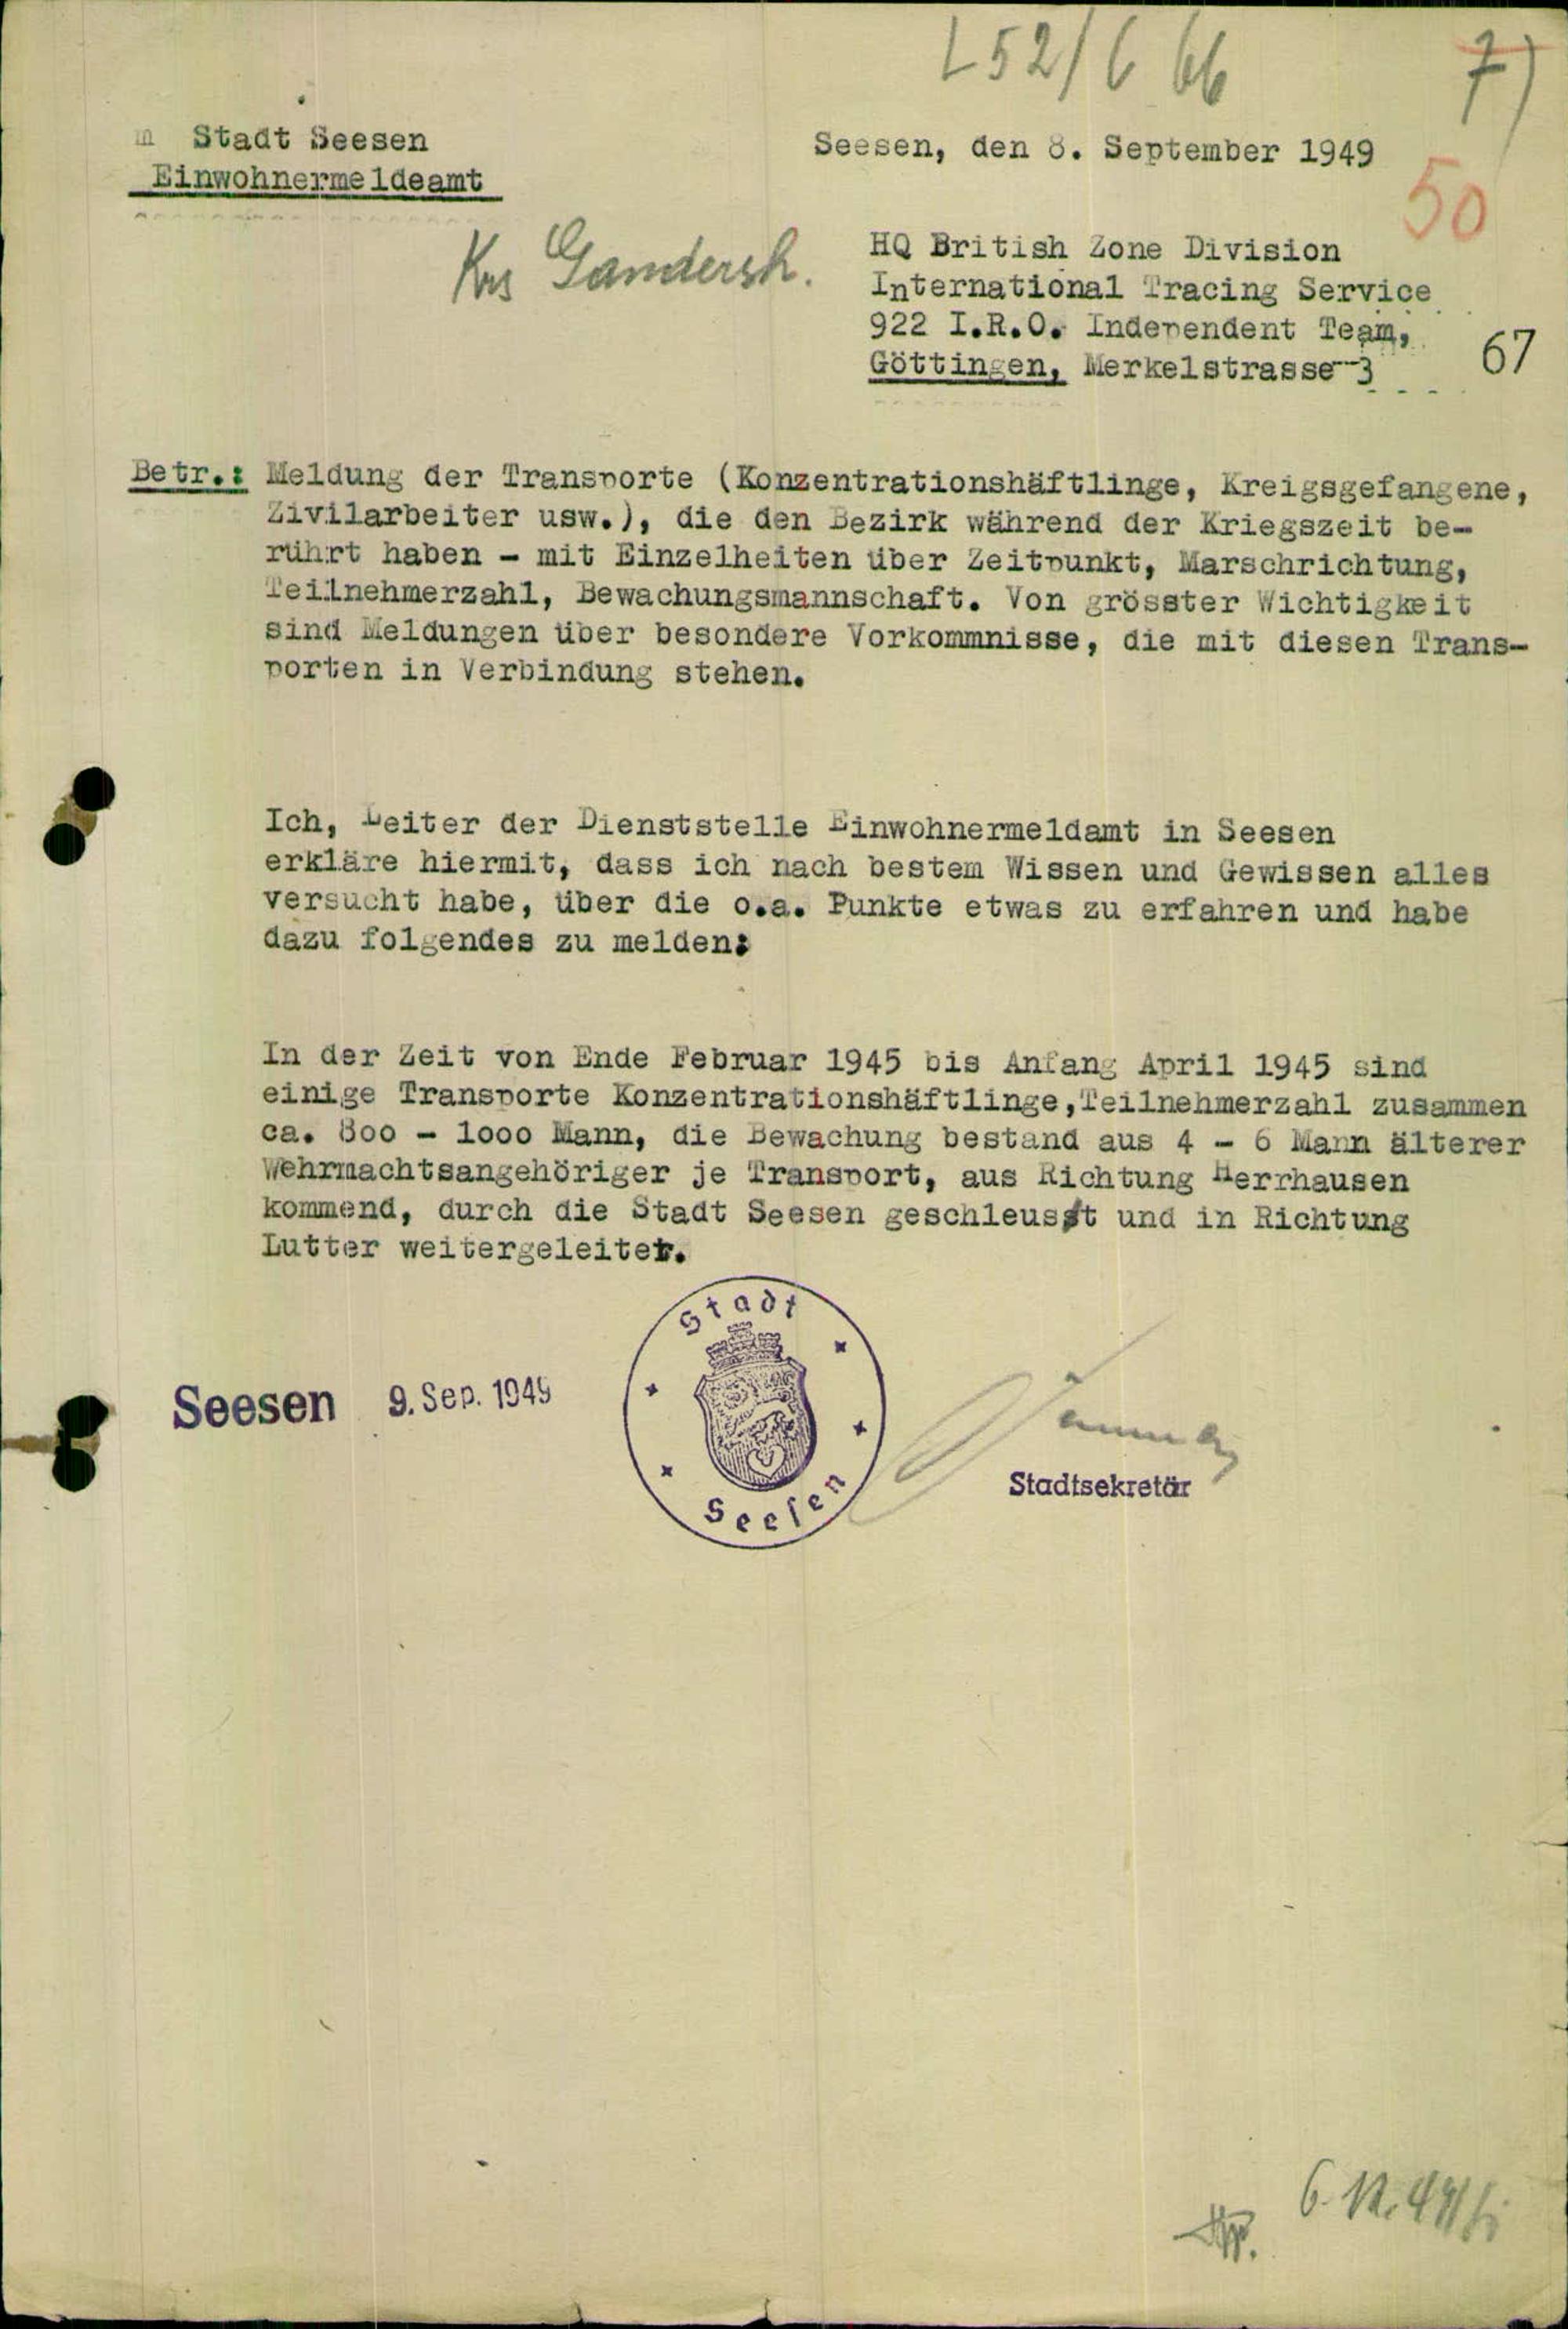 L52/6 66
7)
Stadt Seesen
Einwohnermeldeamt
Seesen, den 8. September 1949
50
Krs Gandersh.
HQ British Zone Division
International Tracing Service
922 I.R.O. Independent Team,
Göttingen, Merkelstrasse 3
67
Betr.: Meldung der Transporte (Konzentrationshäftlinge, Kreigsgefangene,
Zivilarbeiter usw.), die den Bezirk während der Kriegszeit be-
rührt haben - mit Einzelheiten über Zeitpunkt, Marschrichtung,
Teilnehmerzahl, Bewachungsmannschaft. Von grösster Wichtigkeit
sind Meldungen über besondere Vorkommnisse, die mit diesen Trans-
porten in Verbindung stehen.
Ich, Leiter der Dienststelle Einwohnermeldamt in Seesen
erkläre hiermit, dass ich nach bestem Wissen und Gewissen alles
versucht habe, über die o.a. Punkte etwas zu erfahren und habe
dazu folgendes zu melden:
In der Zeit von Ende Februar 1945 bis Anfang April 1945 sind
einige Transporte Konzentrationshäftlinge,Teilnehmerzahl zusammen
ca. 800 - 1000 Mann, die Bewachung bestand aus 4 - 6 Mann älterer
Wehrmachtsangehöriger je Transport, aus Richtung Herrhausen
kommend, durch die Stadt Seesen geschleusst und in Richtung
Lutter weitergeleitet.
Stadt
Seesen
Seesen 9. Sep. 1949
Stadtsekretär
6. 12. 49